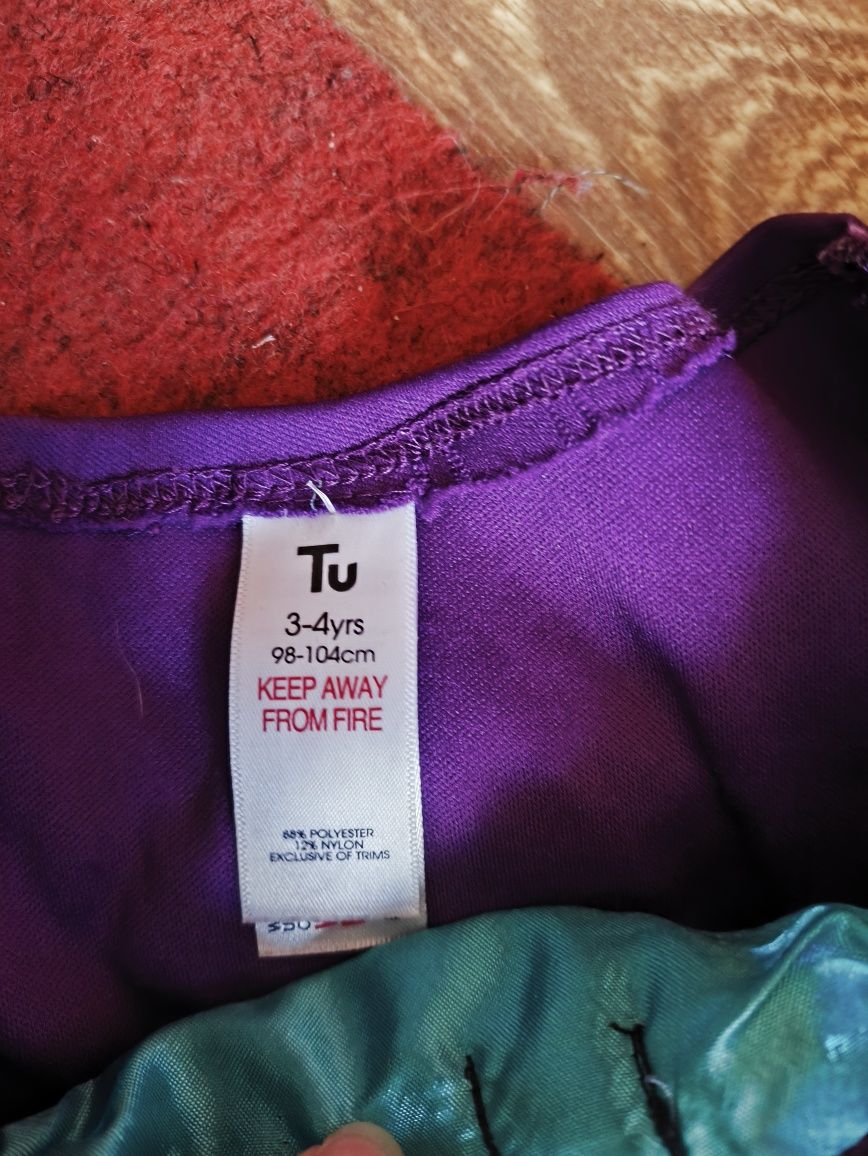 Tu
3-4yrs
98-104cm
KEEP AWAY
FROM FIRE
88% POLYESTER
12% NYLON
EXCLUSIVE OF TRIMS